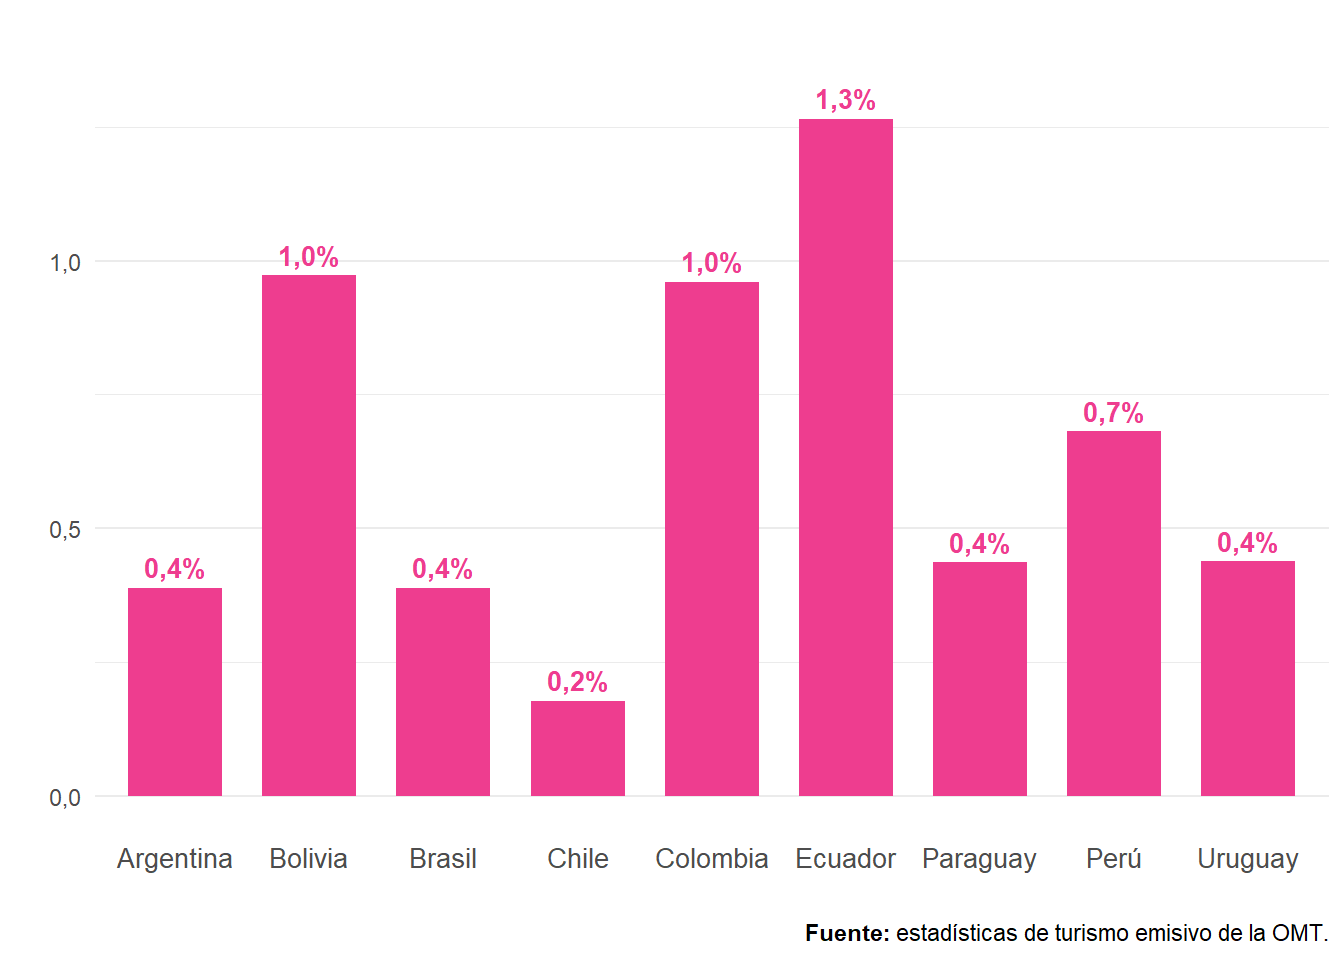 1,3%
1,0% 1,0%
1,0
0,7%
0,5
0,4% 0,4% 0,4% 0,4%
0,2%
0,0
Argentina Bolivia Brasil Chile Colombia Ecuador Paraguay Perú Uruguay
Fuente: estadísticas de turismo emisivo de la OMT.